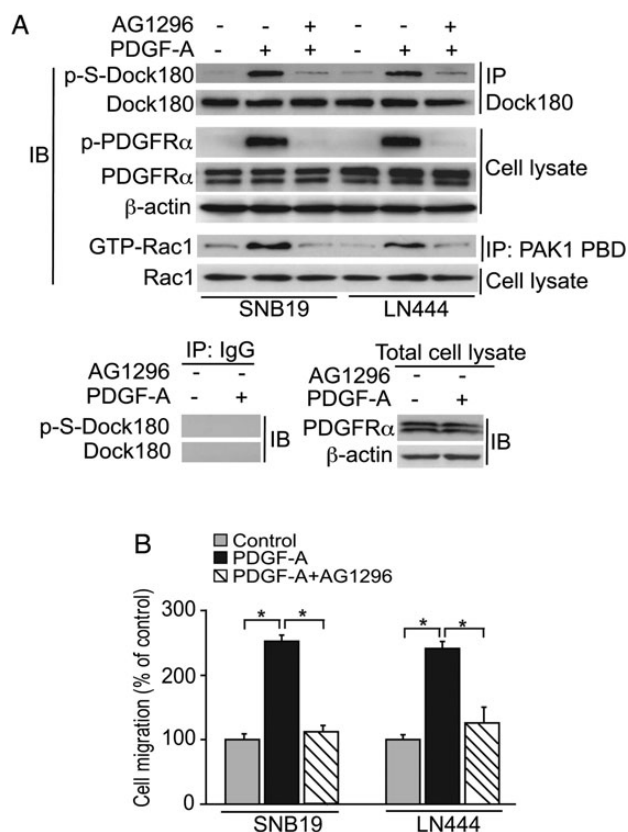 A
AG1296 - - + - - +
PDGF-A - + + - + +
p-S-Dock180
Dock180
IP
Dock180
p-PDGFRα
PDGFRα
β-actin
Cell lysate
GTP-Rac1 IP: PAK1 PBD
Rac1 Cell lysate
IB
SNB19 LN444
IP: IgG
AG1296 - -
PDGF-A - +
p-S-Dock180
Dock180
IB
Total cell lysate
AG1296 - -
PDGF-A - +
PDGFRα
β-actin
IB
B
Control
PDGF-A
PDGF-A+AG1296
Cell migration (% of control)
300
200
100
0
* * * *
SNB19 LN444